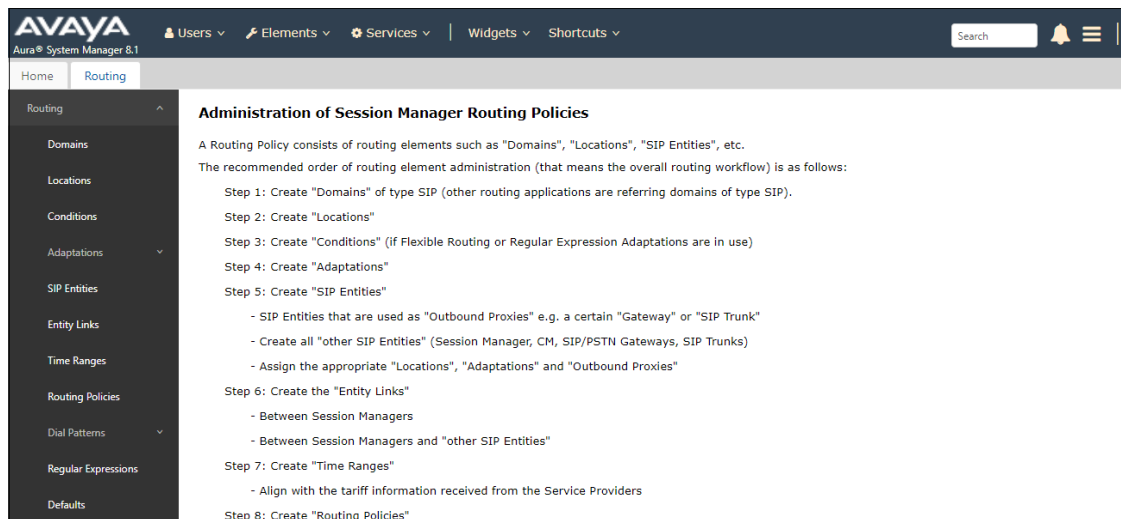 AVAYA
Aura® System Manager 8.1
Users Elements Services | Widgets Shortcuts Search
Home Routing
Routing
Domains
Locations
Conditions
Adaptations
SIP Entities
Entity Links
Time Ranges
Routing Policies
Dial Patterns
Regular Expressions
Defaults
Administration of Session Manager Routing Policies
A Routing Policy consists of routing elements such as "Domains", "Locations", "SIP Entities", etc.
The recommended order of routing element administration (that means the overall routing workflow) is as follows:
Step 1: Create "Domains" of type SIP (other routing applications are referring domains of type SIP).
Step 2: Create "Locations"
Step 3: Create "Conditions" (if Flexible Routing or Regular Expression Adaptations are in use)
Step 4: Create "Adaptations"
Step 5: Create "SIP Entities"
- SIP Entities that are used as "Outbound Proxies" e.g. a certain "Gateway" or "SIP Trunk"
- Create all "other SIP Entities" (Session Manager, CM, SIP/PSTN Gateways, SIP Trunks)
- Assign the appropriate "Locations", "Adaptations" and "Outbound Proxies"
Step 6: Create the "Entity Links"
- Between Session Managers
- Between Session Managers and "other SIP Entities"
Step 7: Create "Time Ranges"
- Align with the tariff information received from the Service Providers
Step 8: Create "Routing Policies"